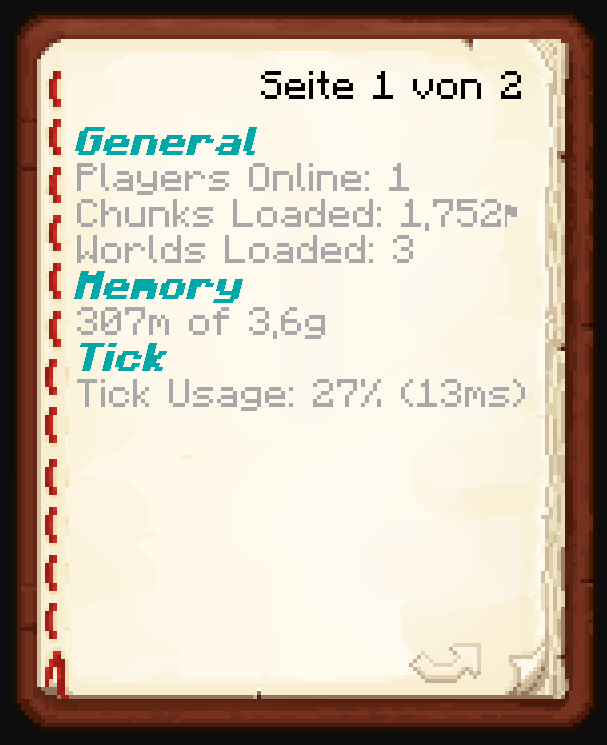 Seite 1 von 2
General
Players Online: 1
Chunks Loaded: 1,752⚑
Worlds Loaded: 3
Memory
307m of 3,6g
Tick
Tick Usage: 27% (13ms)